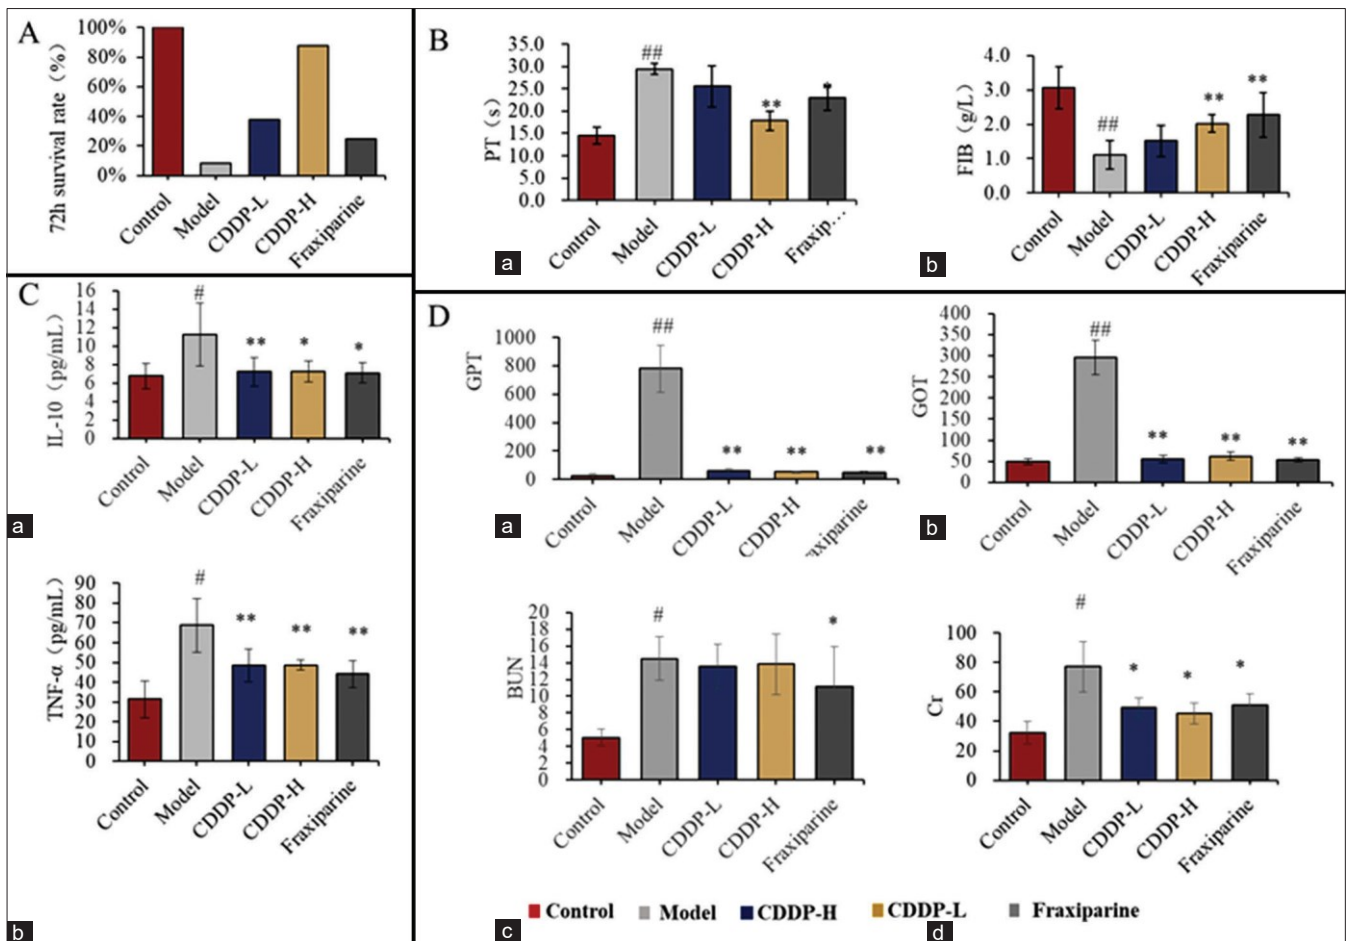 A
72h survival rate (%)
100%
80%
60%
40%
20%
0%
Control
Model
CDDP-L
CDDP-H
Fraxiparine
B
PT (s)
35.0
30.0
25.0
20.0
15.0
10.0
5.0
0.0
##
**
*
Control
Model
CDDP-L
CDDP-H
Fraxip...
a
FIB (g/L)
4.0
3.0
2.0
1.0
0.0
##
**
**
Control
Model
CDDP-L
CDDP-H
Fraxiparine
b
C
IL-10 (pg/mL)
16
14
12
10
8
6
4
2
0
#
**
*
*
Control
Model
CDDP-L
CDDP-H
Fraxiparine
a
TNF-α (pg/mL)
90
80
70
60
50
40
30
20
10
0
#
**
**
**
Control
Model
CDDP-L
CDDP-H
Fraxiparine
b
D
GPT
1000
800
600
400
200
0
##
**
**
**
Control
Model
CDDP-L
CDDP-H
raxiparine
a
GOT
400
350
300
250
200
150
100
50
0
##
**
**
**
Control
Model
CDDP-L
CDDP-H
Fraxiparine
b
BUN
20
18
16
14
12
10
8
6
4
2
0
#
*
Control
Model
CDDP-L
CDDP-H
Fraxiparine
c
Cr
100
80
60
40
20
0
#
*
*
*
Control
Model
CDDP-L
CDDP-H
Fraxiparine
d
Control Model CDDP-H CDDP-L Fraxiparine